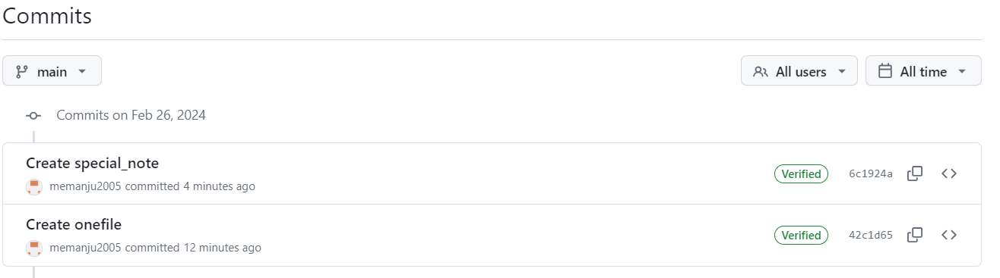 Commits
main
All users
All time
Commits on Feb 26, 2024
Create special_note
memanju2005 committed 4 minutes ago
Verified
6c1924a
Create onefile
memanju2005 committed 12 minutes ago
Verified
42c1d65